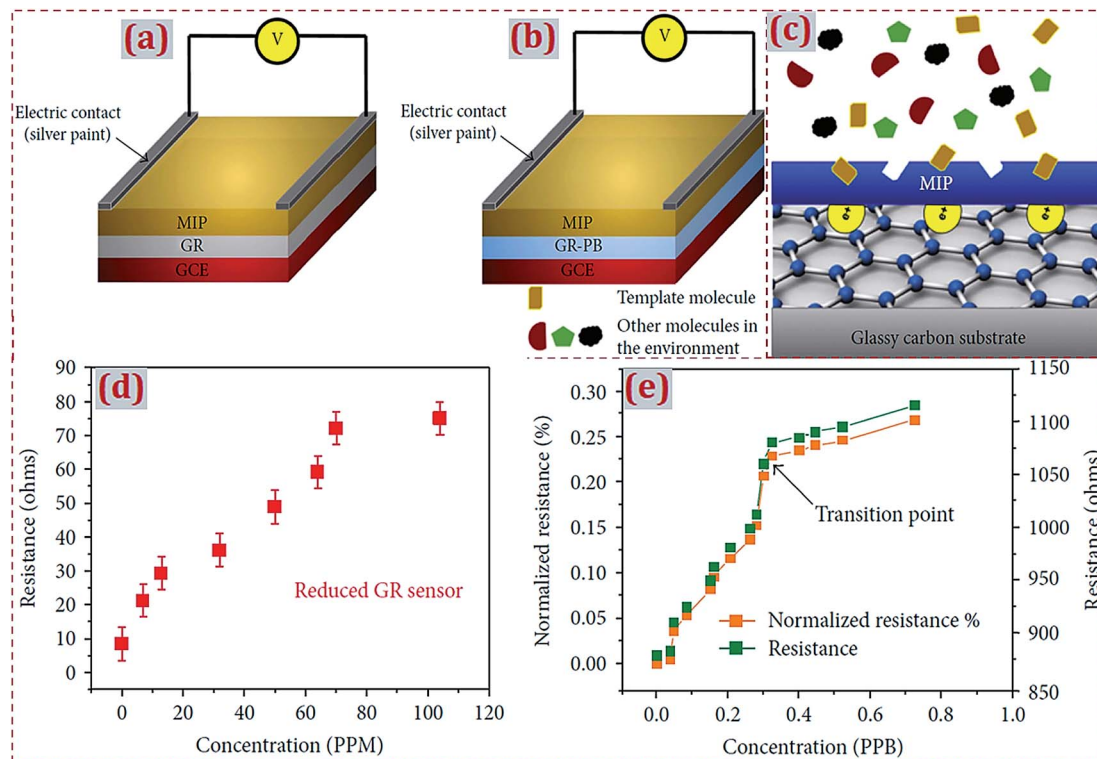 (a)
V
Electric contact
(silver paint)
MIP
GR
GCE
(b)
V
Electric contact
(silver paint)
MIP
GR-PB
GCE
Template molecule
Other molecules in
the environment
(c)
MIP
e+
e+
e+
Glassy carbon substrate
(d)
Resistance (ohms)
90
80
70
60
50
40
30
20
10
0
Reduced GR sensor
0 20 40 60 80 100 120
Concentration (PPM)
(e)
Normalized resistance (%)
0.30
0.25
0.20
0.15
0.10
0.05
0.00
Transition point
Normalized resistance %
Resistance
0.0 0.2 0.4 0.6 0.8 1.0
Concentration (PPB)
1150
1100
1050
1000
950
900
850
Resistance (ohms)